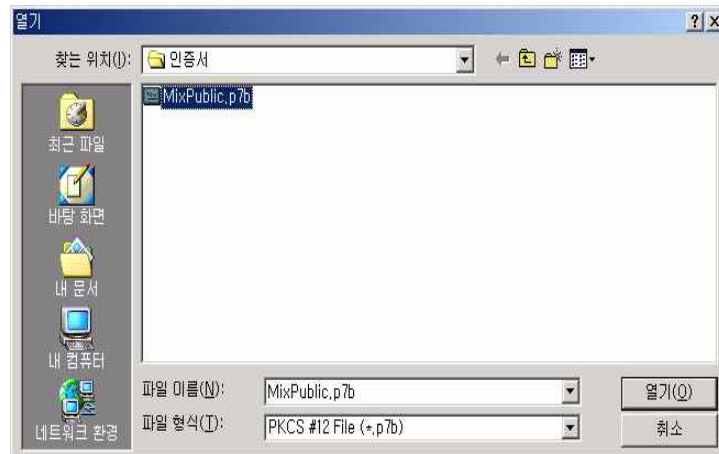 열기
찾는 위치(I): 인증서
MixPublic.p7b
최근 파일
바탕 화면
내 문서
내 컴퓨터
네트워크 환경
파일 이름(N): MixPublic.p7b 열기(O)
파일 형식(T): PKCS #12 File (*.p7b) 취소